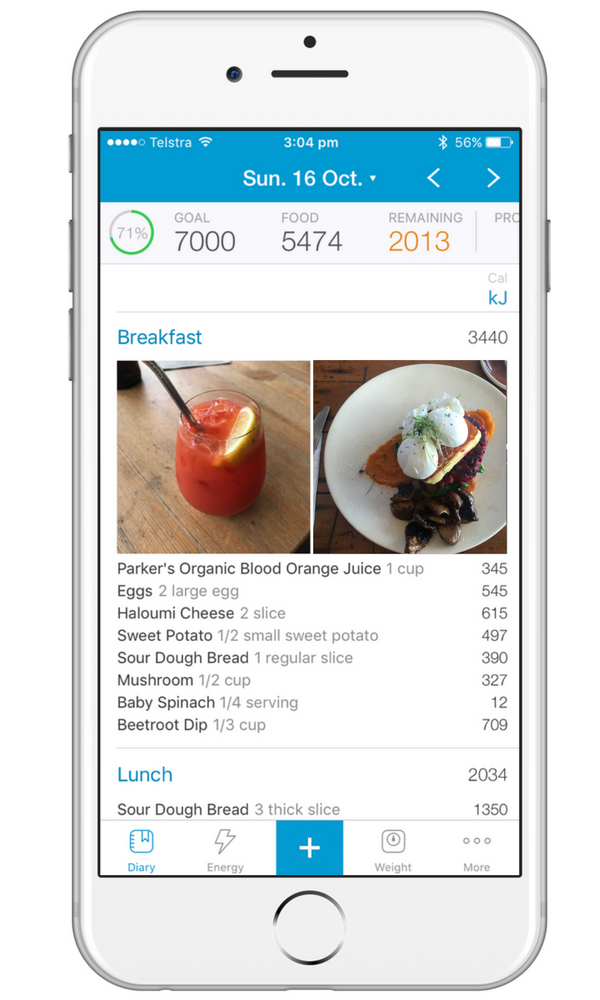 Telstra 3:04 pm 56%
Sun. 16 Oct.
71% GOAL FOOD REMAINING PRO
7000 5474 2013
Cal
kJ
Breakfast 3440
Parker's Organic Blood Orange Juice 1 cup 345
Eggs 2 large egg 545
Haloumi Cheese 2 slice 615
Sweet Potato 1/2 small sweet potato 497
Sour Dough Bread 1 regular slice 390
Mushroom 1/2 cup 327
Baby Spinach 1/4 serving 12
Beetroot Dip 1/3 cup 709
Lunch 2034
Sour Dough Bread 3 thick slice 1350
Diary Energy + Weight More